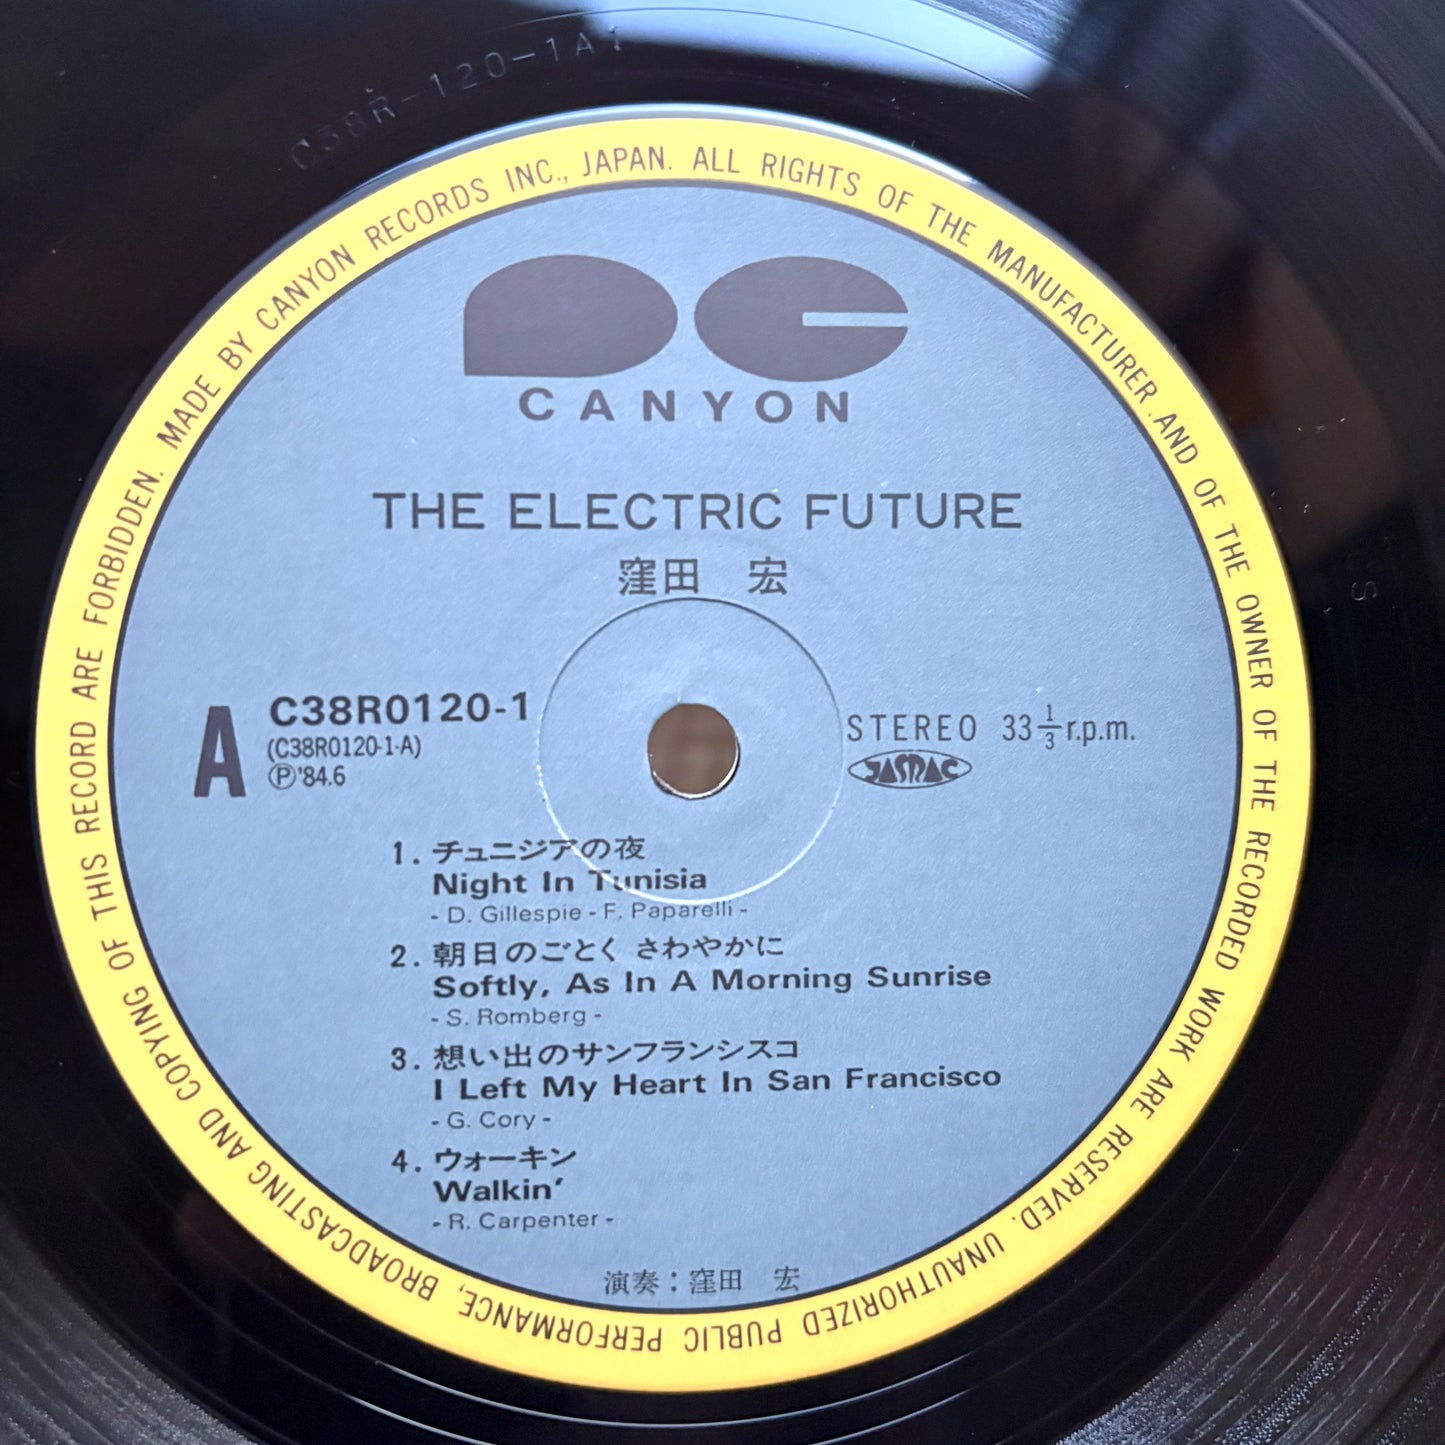 C38R-120-1A1
MADE BY CANYON RECORDS INC., JAPAN. ALL RIGHTS OF THE MANUFACTURER AND OF THE OWNER OF THE RECORDED WORK ARE RESERVED. UNAUTHORIZED PUBLIC PERFORMANCE, BROADCASTING AND COPYING OF THIS RECORD ARE FORBIDDEN.
CANYON
THE ELECTRIC FUTURE
窪田 宏
A
C38R0120-1
(C38R0120-1-A)
Ⓟ'84.6
STEREO 33 1/3 r.p.m.
JASRAC
S
1. チュニジアの夜
Night In Tunisia
- D. Gillespie - F. Paparelli -
2. 朝日のごとく さわやかに
Softly, As In A Morning Sunrise
- S. Romberg -
3. 想い出のサンフランシスコ
I Left My Heart In San Francisco
- G. Cory -
4. ウォーキン
Walkin'
- R. Carpenter -
演奏：窪田 宏